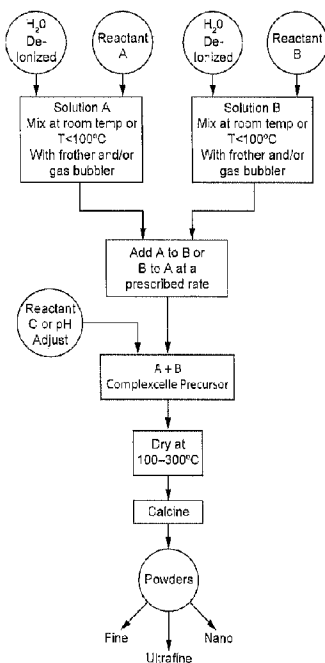 H₂O
De-
Ionized
Reactant
A
H₂O
De-
Ionized
Reactant
B
Solution A
Mix at room temp or
T<100°C
With frother and/or
gas bubbler
Solution B
Mix at room temp or
T<100°C
With frother and/or
gas bubbler
Add A to B or
B to A at a
prescribed rate
Reactant
C or pH
Adjust
A + B
Complexcelle Precursor
Dry at
100–300°C
Calcine
Powders
Fine
Ultrafine
Nano